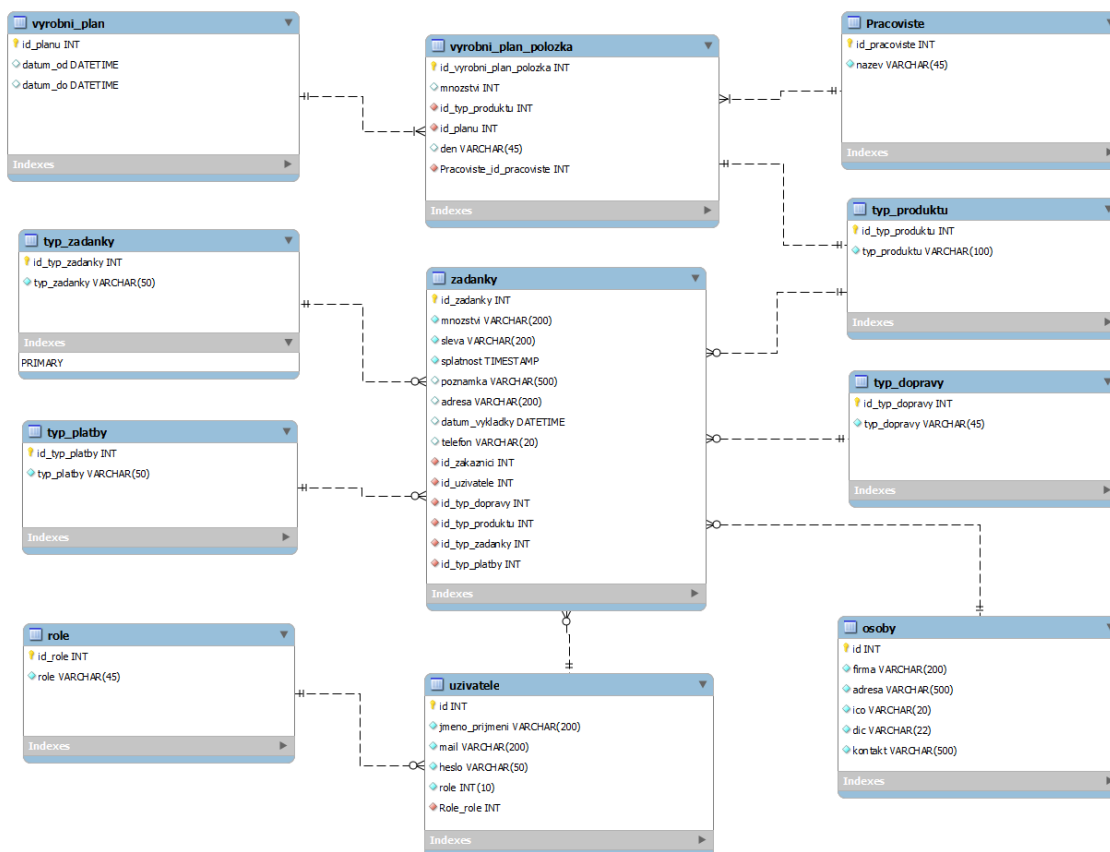 vyrobni_plan
id_planu INT
datum_od DATETIME
datum_do DATETIME
Indexes
vyrobni_plan_polozka
id_vyrobni_plan_polozka INT
mnozstvi INT
id_typ_produktu INT
id_planu INT
den VARCHAR(45)
Pracoviste_id_pracoviste INT
Indexes
Pracoviste
id_pracoviste INT
nazev VARCHAR(45)
Indexes
typ_zadanky
id_typ_zadanky INT
typ_zadanky VARCHAR(50)
Indexes
PRIMARY
zadanky
id_zadanky INT
mnozstvi VARCHAR(200)
sleva VARCHAR(200)
splatnost TIMESTAMP
poznamka VARCHAR(500)
adresa VARCHAR(200)
datum_vykladky DATETIME
telefon VARCHAR(20)
id_zakaznici INT
id_uzivatele INT
id_typ_dopravy INT
id_typ_produktu INT
id_typ_zadanky INT
id_typ_platby INT
Indexes
typ_produktu
id_typ_produktu INT
typ_produktu VARCHAR(100)
Indexes
typ_dopravy
id_typ_dopravy INT
typ_dopravy VARCHAR(45)
Indexes
typ_platby
id_typ_platby INT
typ_platby VARCHAR(50)
Indexes
role
id_role INT
role VARCHAR(45)
Indexes
uzivatele
id INT
jmeno_prijmeni VARCHAR(200)
mail VARCHAR(200)
heslo VARCHAR(50)
role INT(10)
Role_role INT
Indexes
osoby
id INT
firma VARCHAR(200)
adresa VARCHAR(500)
ico VARCHAR(20)
dic VARCHAR(22)
kontakt VARCHAR(500)
Indexes